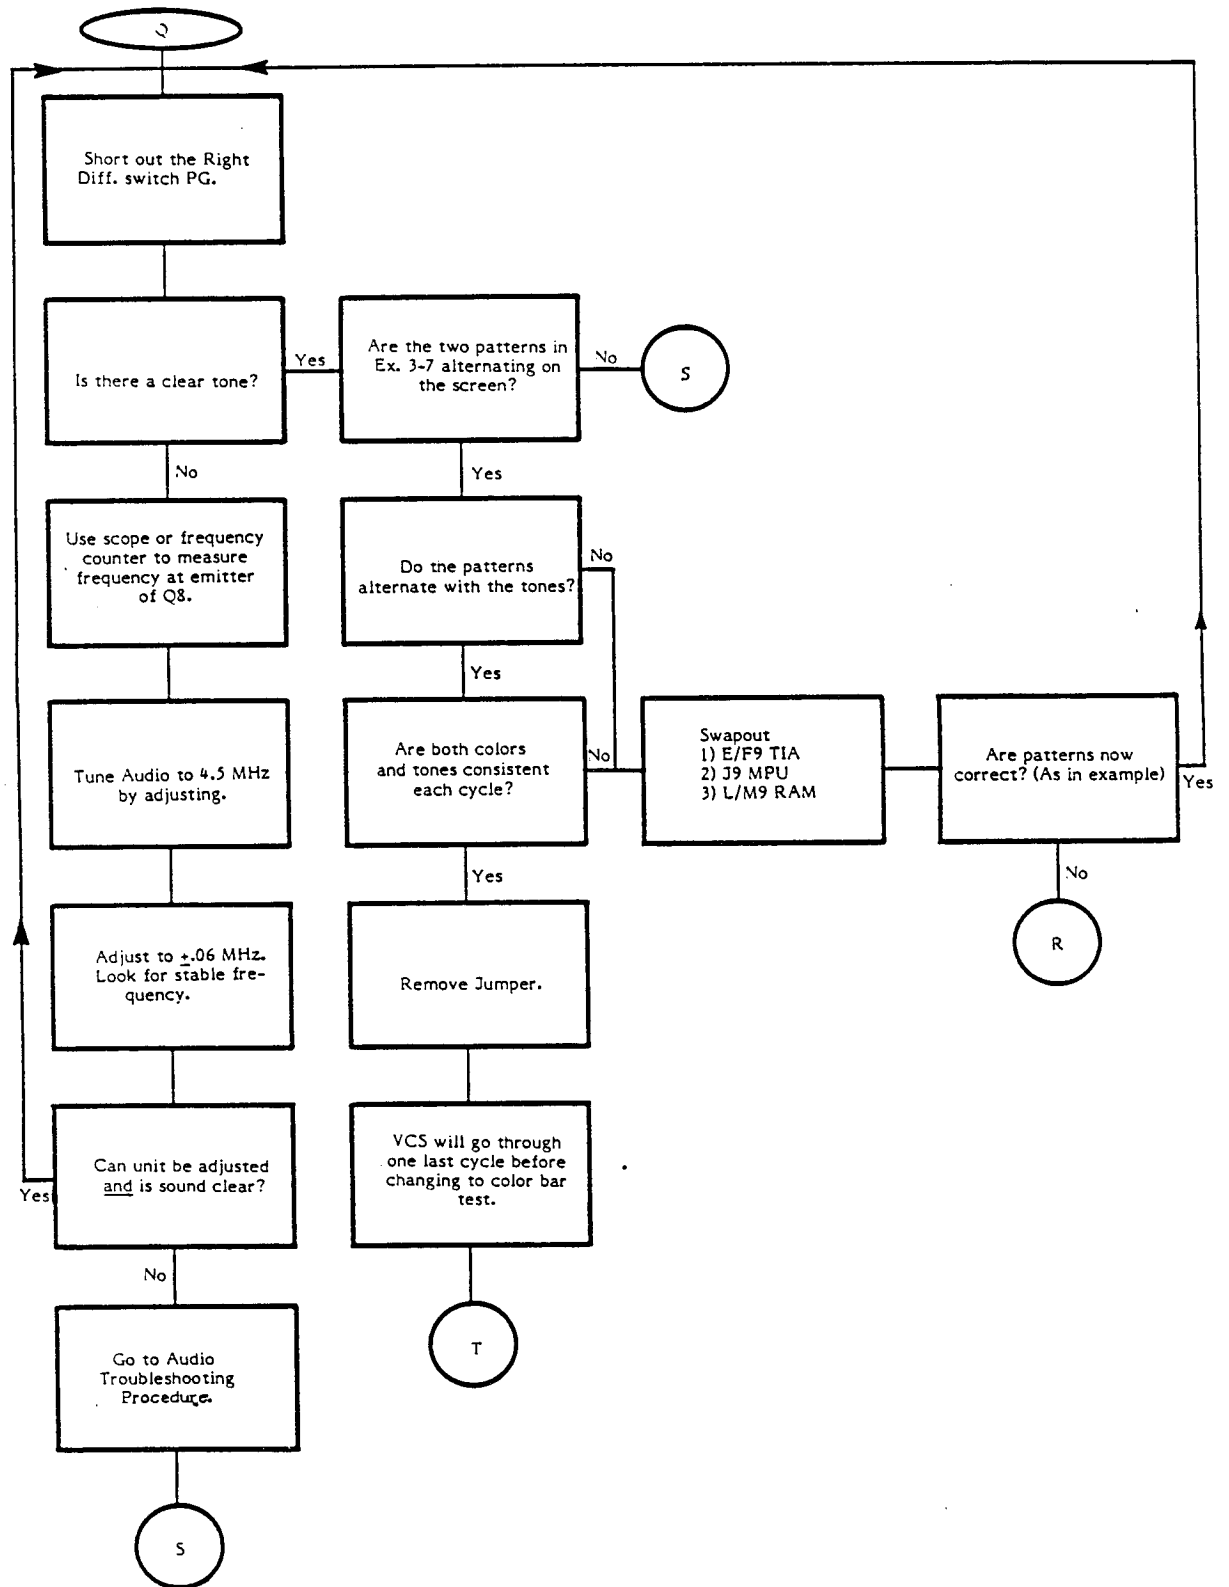 Q
Short out the Right
Diff. switch PG.
Is there a clear tone?
Yes
Are the two patterns in
Ex. 3-7 alternating on
the screen?
No
S
No
Yes
Use scope or frequency
counter to measure
frequency at emitter
of Q8.
Do the patterns
alternate with the tones?
No
Yes
Tune Audio to 4.5 MHz
by adjusting.
Are both colors
and tones consistent
each cycle?
No
Swapout
1) E/F9 TIA
2) J9 MPU
3) L/M9 RAM
Are patterns now
correct? (As in example)
Yes
Yes
No
R
Adjust to ±.06 MHz.
Look for stable fre-
quency.
Remove Jumper.
Can unit be adjusted
and is sound clear?
Yes
No
VCS will go through
one last cycle before
changing to color bar
test.
T
Go to Audio
Troubleshooting
Procedure.
S